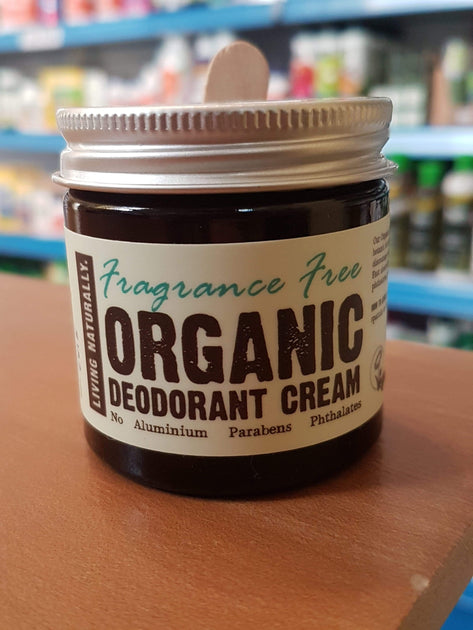 LIVING NATURALLY.
Fragrance Free
ORGANIC
DEODORANT CREAM
No Aluminium Parabens Phthalates